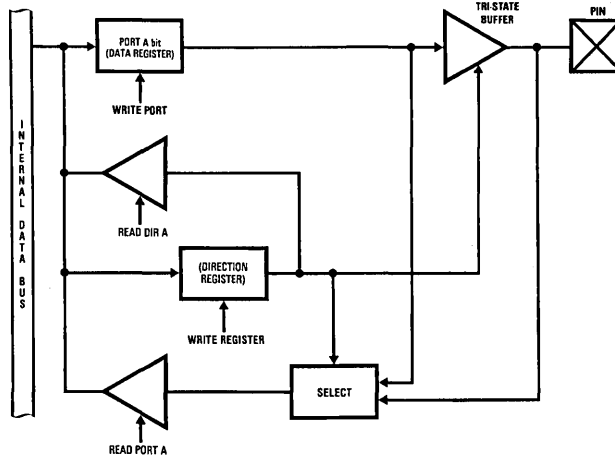 TRI-STATE
BUFFER
PIN
PORT A bit
(DATA REGISTER)
WRITE PORT
INTERNAL DATA BUS
READ DIR A
(DIRECTION
REGISTER)
WRITE REGISTER
SELECT
READ PORT A